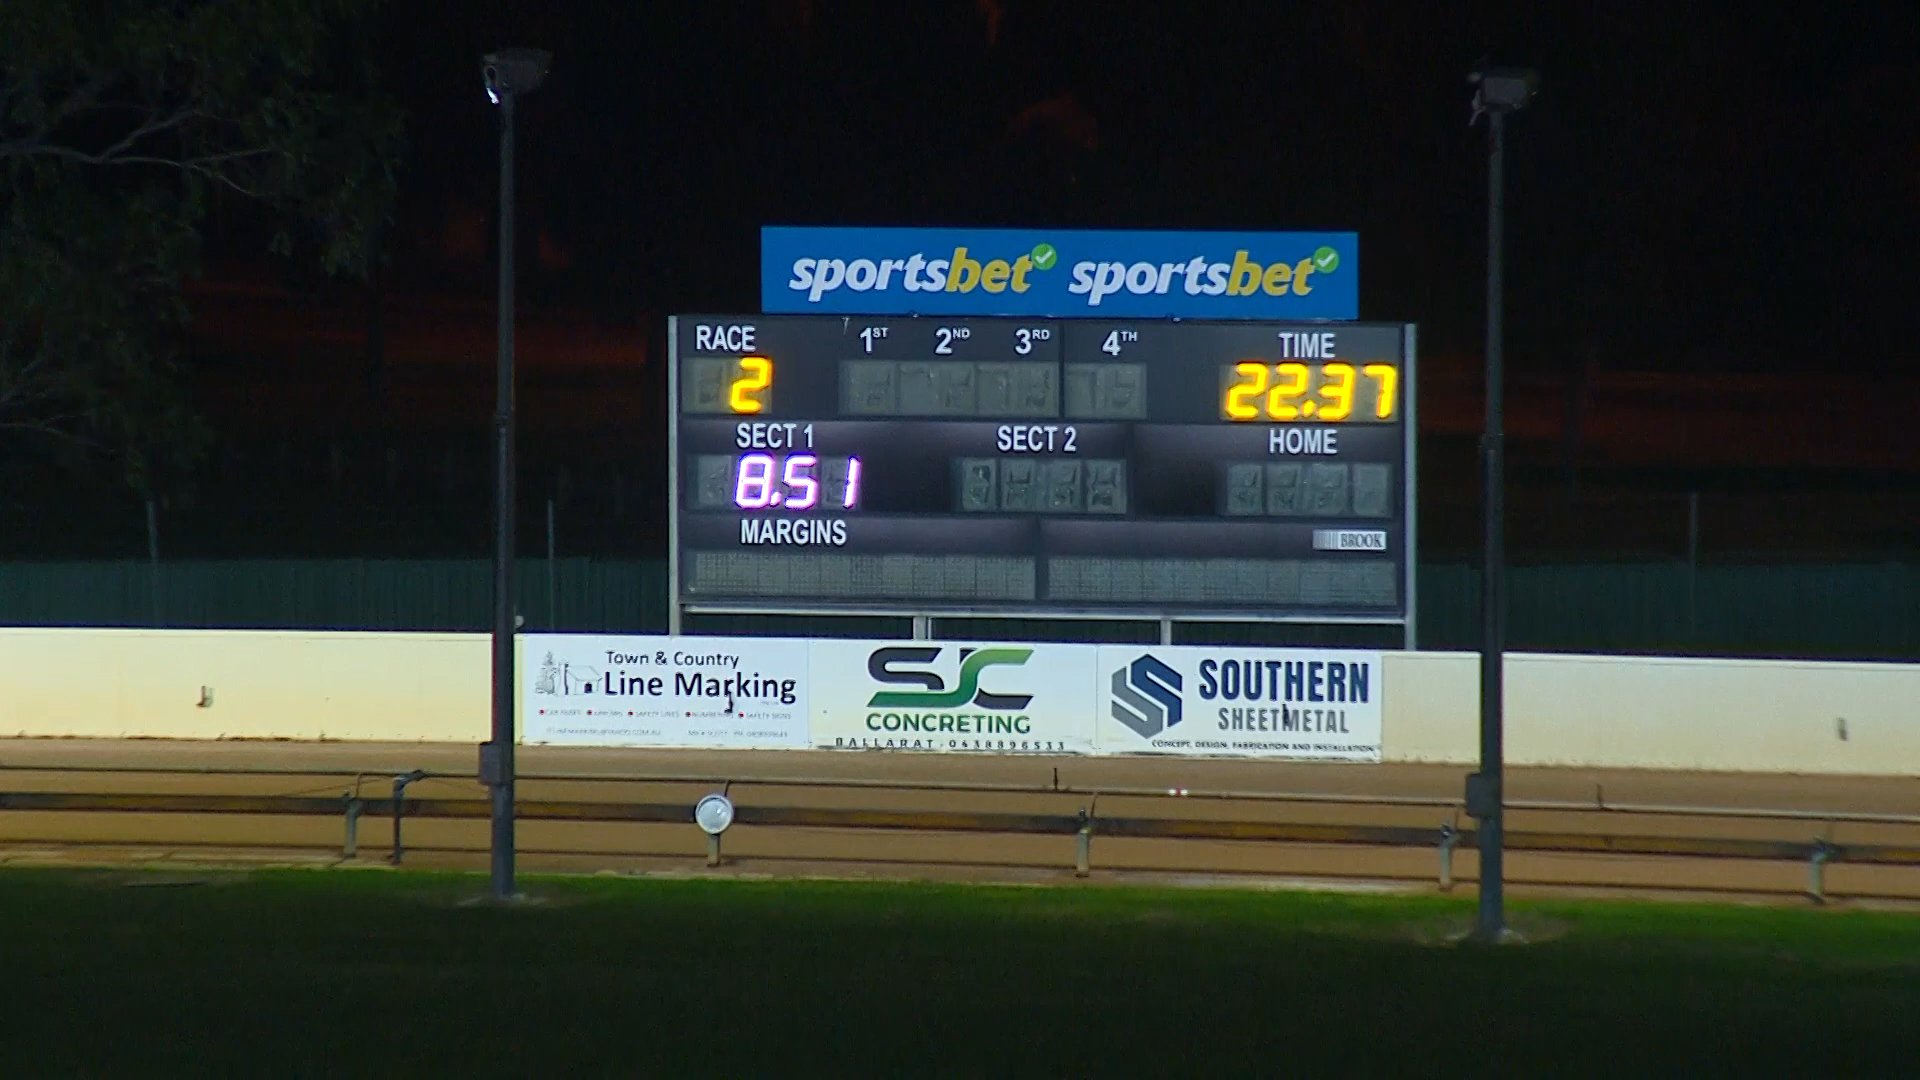 sportsbet sportsbet
RACE 1ST 2ND 3RD 4TH TIME
2 22.37
SECT 1 SECT 2 HOME
8.51
MARGINS
BROOK
Town & Country
Line Marking
SJC
CONCRETING
BALLARAT - 0438896533
SOUTHERN
SHEETMETAL
CONCEPT, DESIGN, FABRICATION AND INSTALLATION